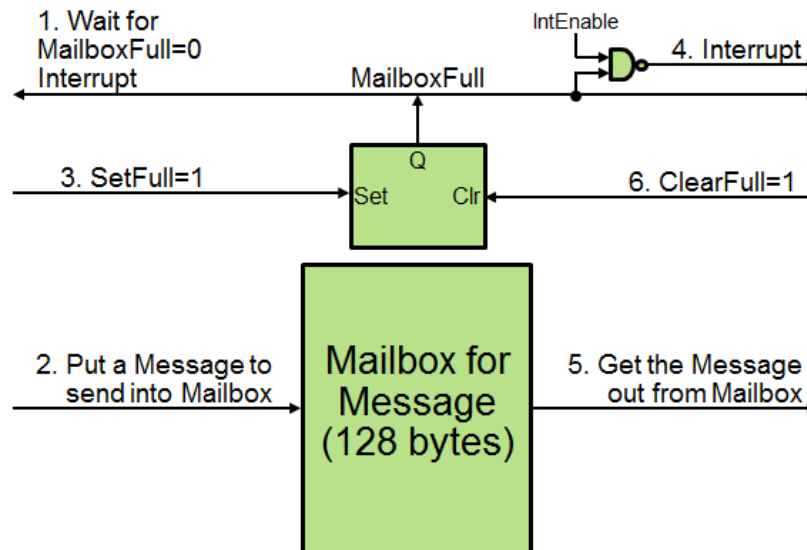 1. Wait for
MailboxFull=0
Interrupt
MailboxFull
IntEnable
4. Interrupt
3. SetFull=1
Q
Set
Clr
6. ClearFull=1
2. Put a Message to
send into Mailbox
Mailbox for
Message
(128 bytes)
5. Get the Message
out from Mailbox